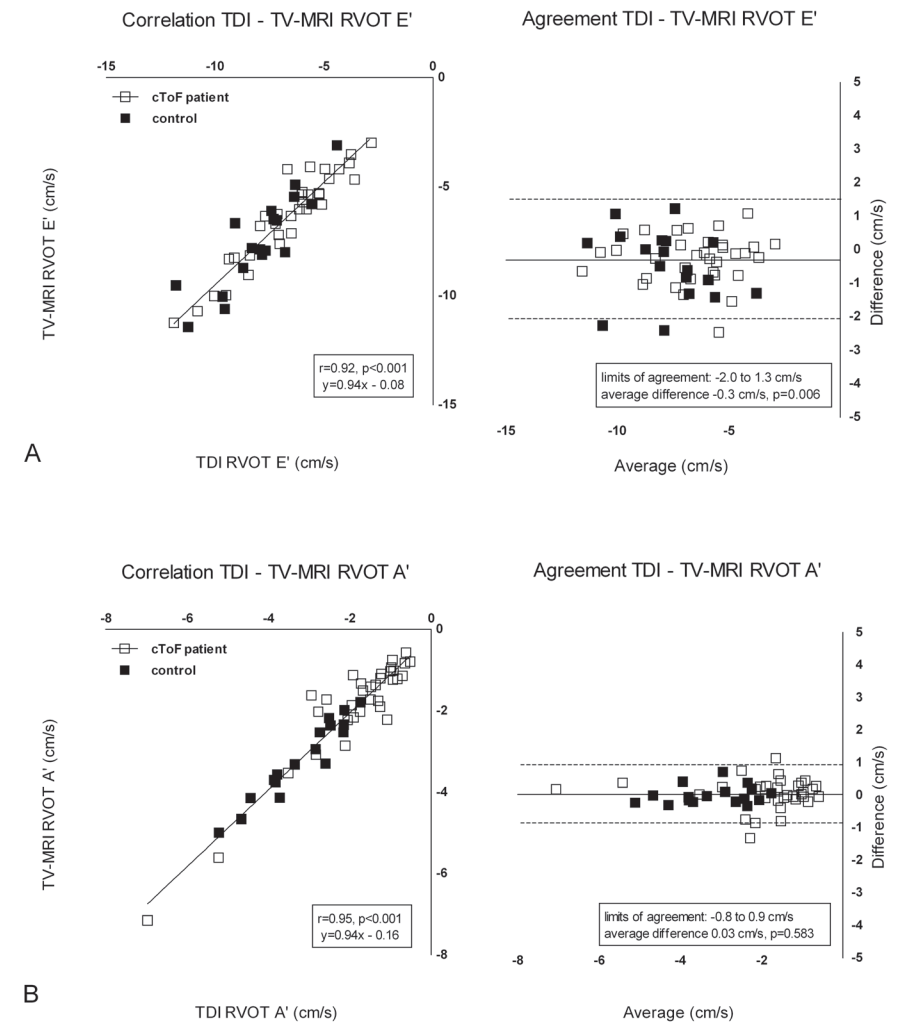 Correlation TDI - TV-MRI RVOT E'
Agreement TDI - TV-MRI RVOT E'
-15 -10 -5 0
0
cToF patient
control
-5
-10
-15
TV-MRI RVOT E' (cm/s)
r=0.92, p<0.001
y=0.94x - 0.08
TDI RVOT E' (cm/s)
5
4
3
2
1
0
-1
-2
-3
-4
-5
Difference (cm/s)
limits of agreement: -2.0 to 1.3 cm/s
average difference -0.3 cm/s, p=0.006
-15 -10 -5
Average (cm/s)
A
Correlation TDI - TV-MRI RVOT A'
Agreement TDI - TV-MRI RVOT A'
-8 -6 -4 -2 0
0
cToF patient
control
-2
-4
-6
-8
TV-MRI RVOT A' (cm/s)
r=0.95, p<0.001
y=0.94x - 0.16
TDI RVOT A' (cm/s)
5
4
3
2
1
0
-1
-2
-3
-4
-5
Difference (cm/s)
limits of agreement: -0.8 to 0.9 cm/s
average difference 0.03 cm/s, p=0.583
-8 -6 -4 -2
Average (cm/s)
B